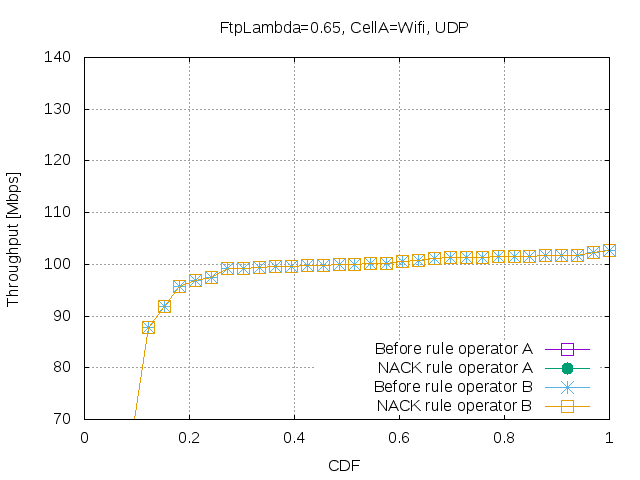 FtpLambda=0.65, CellA=Wifi, UDP
140
130
120
110
100
90
80
70
Throughput [Mbps]
Before rule operator A
NACK rule operator A
Before rule operator B
NACK rule operator B
0
0.2
0.4
0.6
0.8
1
CDF